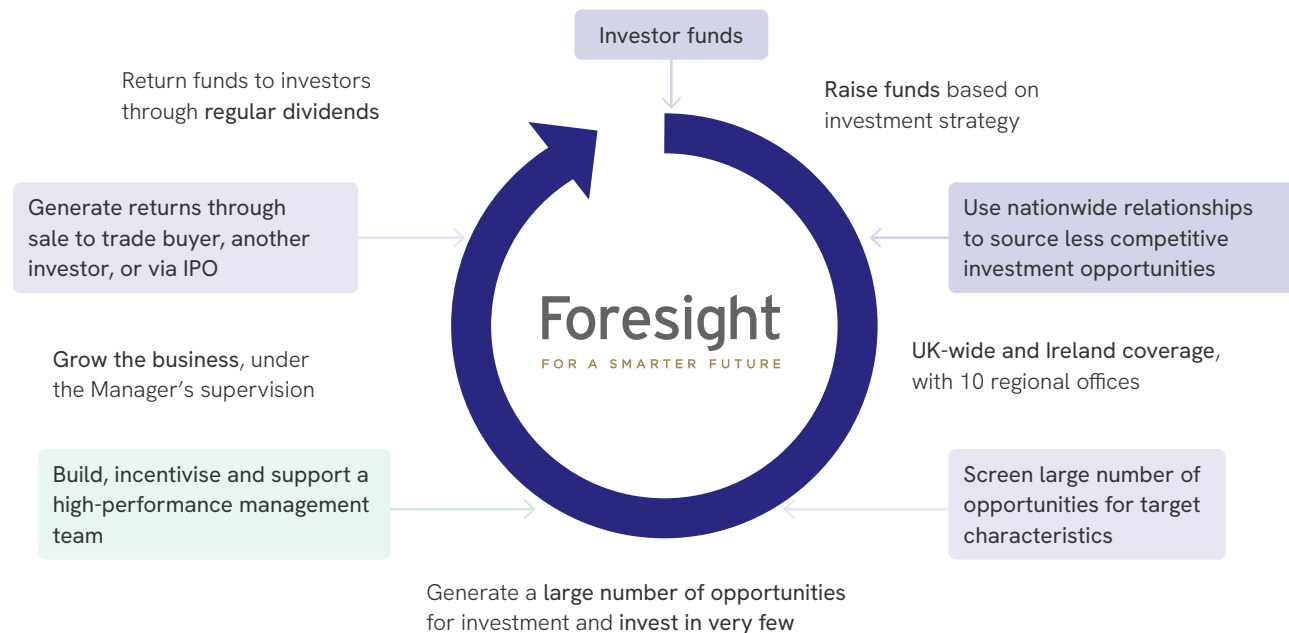 Investor funds
Raise funds based on
investment strategy
Use nationwide relationships
to source less competitive
investment opportunities
UK-wide and Ireland coverage,
with 10 regional offices
Screen large number of
opportunities for target
characteristics
Generate a large number of opportunities
for investment and invest in very few
Build, incentivise and support a
high-performance management
team
Grow the business, under
the Manager’s supervision
Generate returns through
sale to trade buyer, another
investor, or via IPO
Return funds to investors
through regular dividends
Foresight
FOR A SMARTER FUTURE